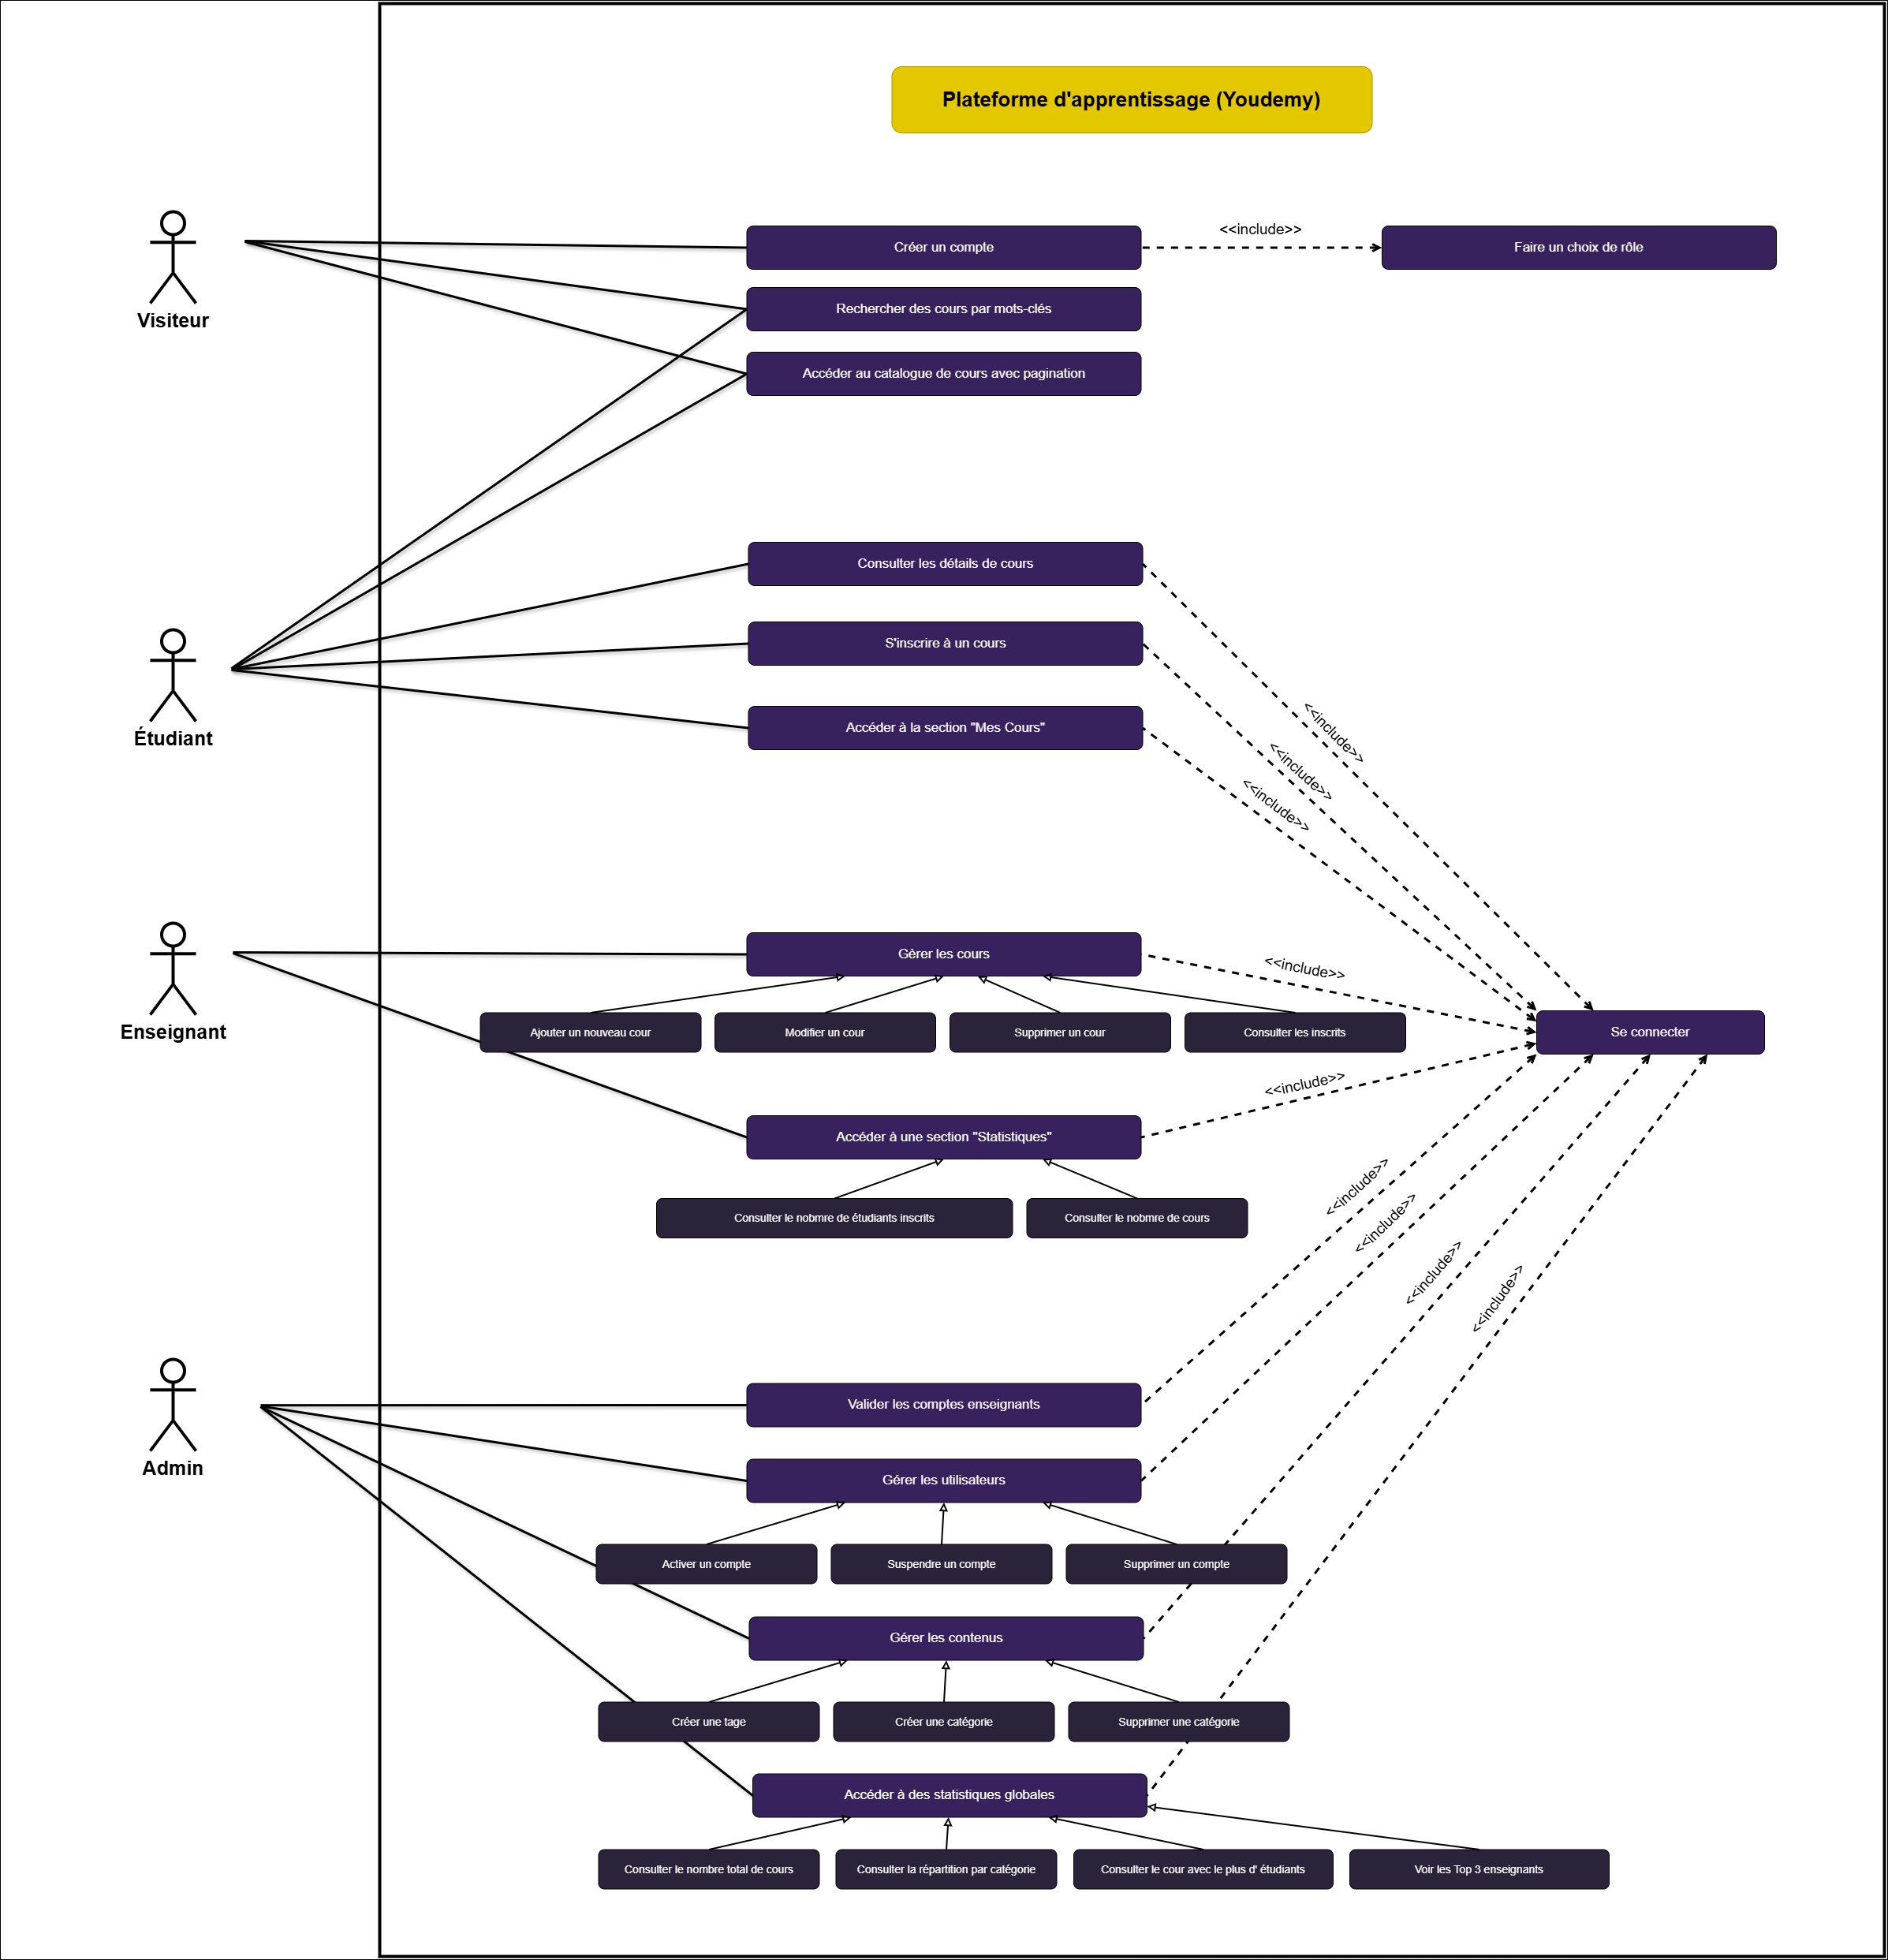 Plateforme d'apprentissage (Youdemy)
Visiteur
Créer un compte
<<include>>
Faire un choix de rôle
Rechercher des cours par mots-clés
Accéder au catalogue de cours avec pagination
Étudiant
Consulter les détails de cours
S'inscrire à un cours
Accéder à la section "Mes Cours"
<<include>>
<<include>>
<<include>>
Enseignant
Gèrer les cours
<<include>>
Ajouter un nouveau cour
Modifier un cour
Supprimer un cour
Consulter les inscrits
Se connecter
<<include>>
Accéder à une section "Statistiques"
Consulter le nobmre de étudiants inscrits
Consulter le nobmre de cours
<<include>>
<<include>>
<<include>>
<<include>>
Admin
Valider les comptes enseignants
Gérer les utilisateurs
Activer un compte
Suspendre un compte
Supprimer un compte
Gérer les contenus
Créer une tage
Créer une catégorie
Supprimer une catégorie
Accéder à des statistiques globales
Consulter le nombre total de cours
Consulter la répartition par catégorie
Consulter le cour avec le plus d' étudiants
Voir les Top 3 enseignants